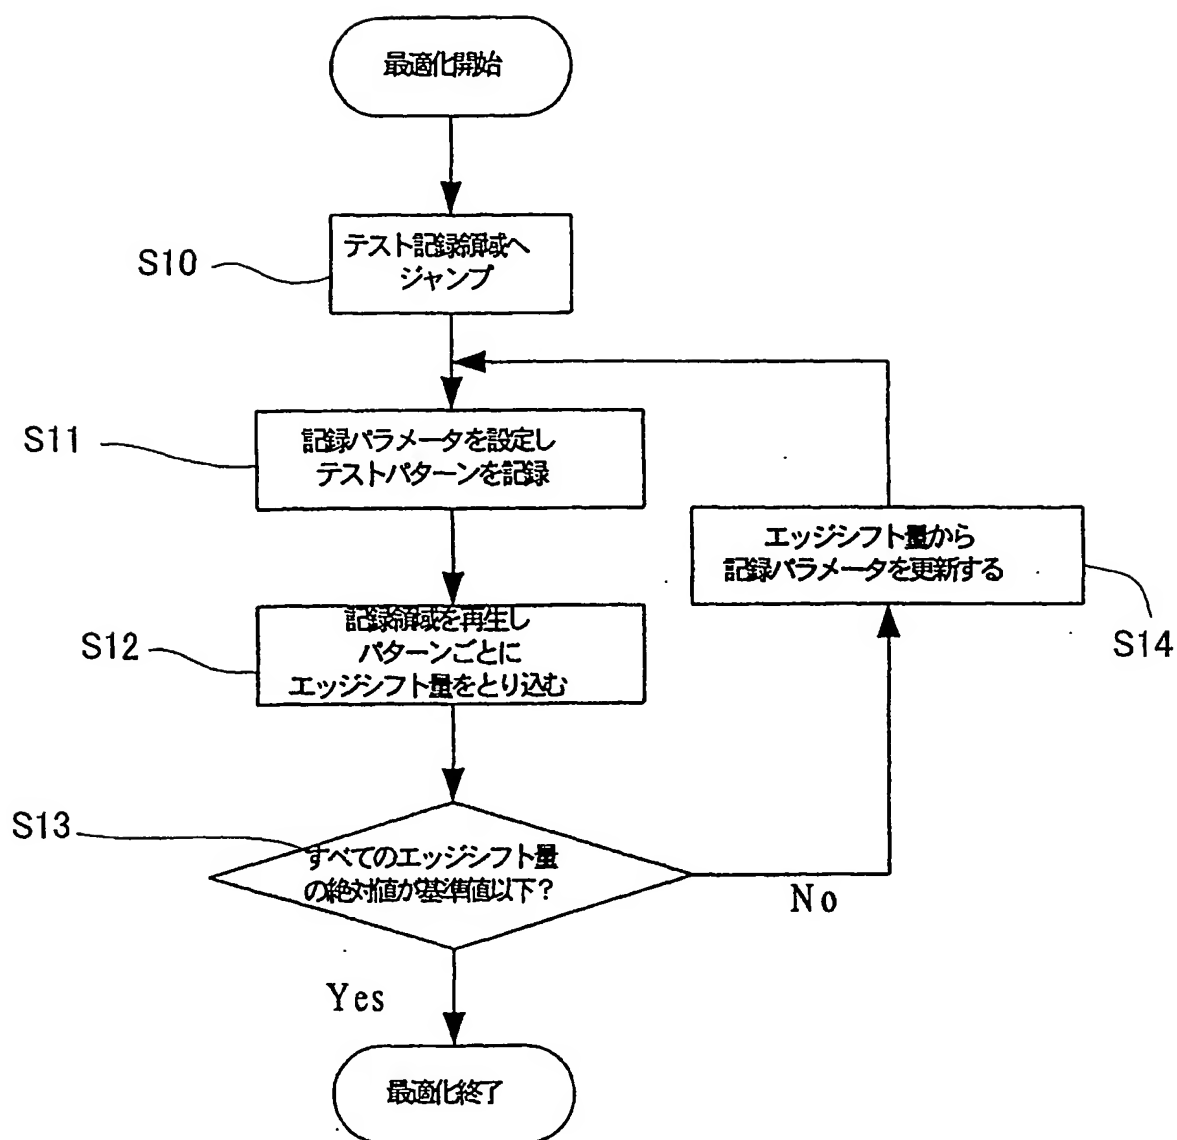 最適化開始
S10
テスト記録領域へ
ジャンプ
S11
記録パラメータを設定し
テストパターンを記録
エッジシフト量から
記録パラメータを更新する
S14
S12
記録領域を再生し
パターンごとに
エッジシフト量をとり込む
S13
すべてのエッジシフト量
の絶対値が基準値以下?
No
Yes
最適化終了